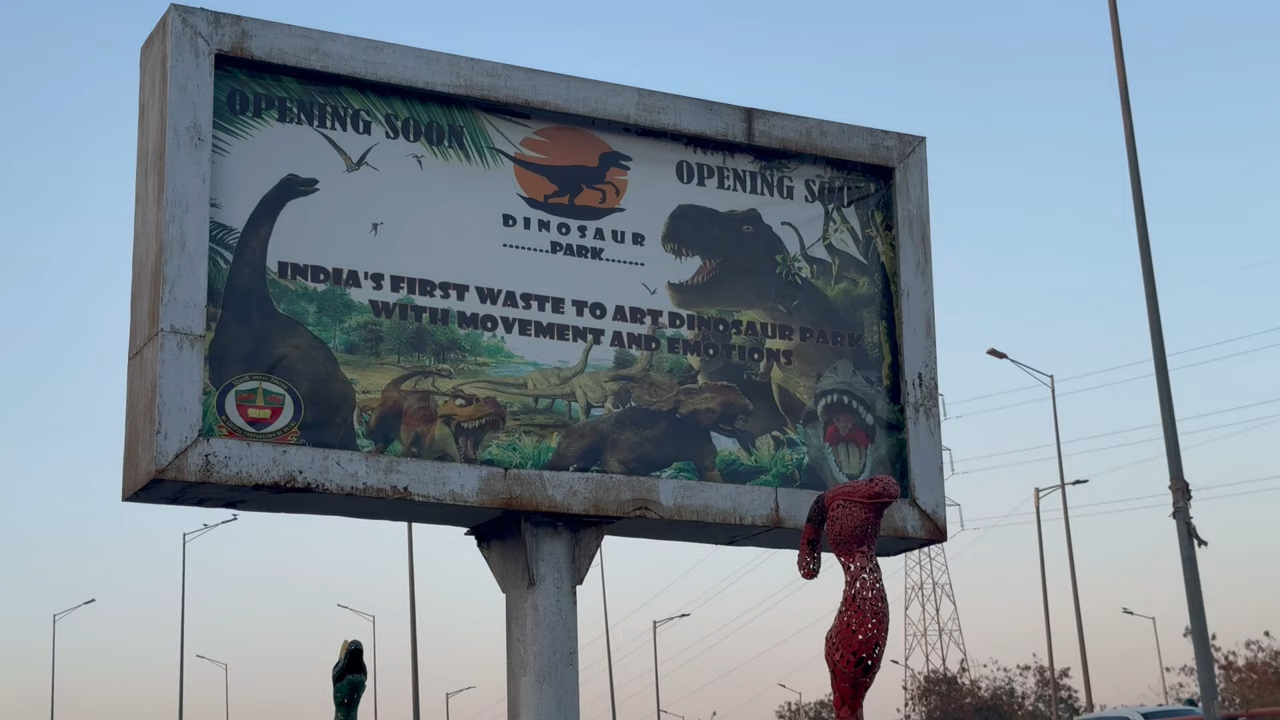 OPENING SOON
OPENING SOON
DINOSAUR
........PARK.......
INDIA'S FIRST WASTE TO ART DINOSAUR PARK
WITH MOVEMENT AND EMOTIONS